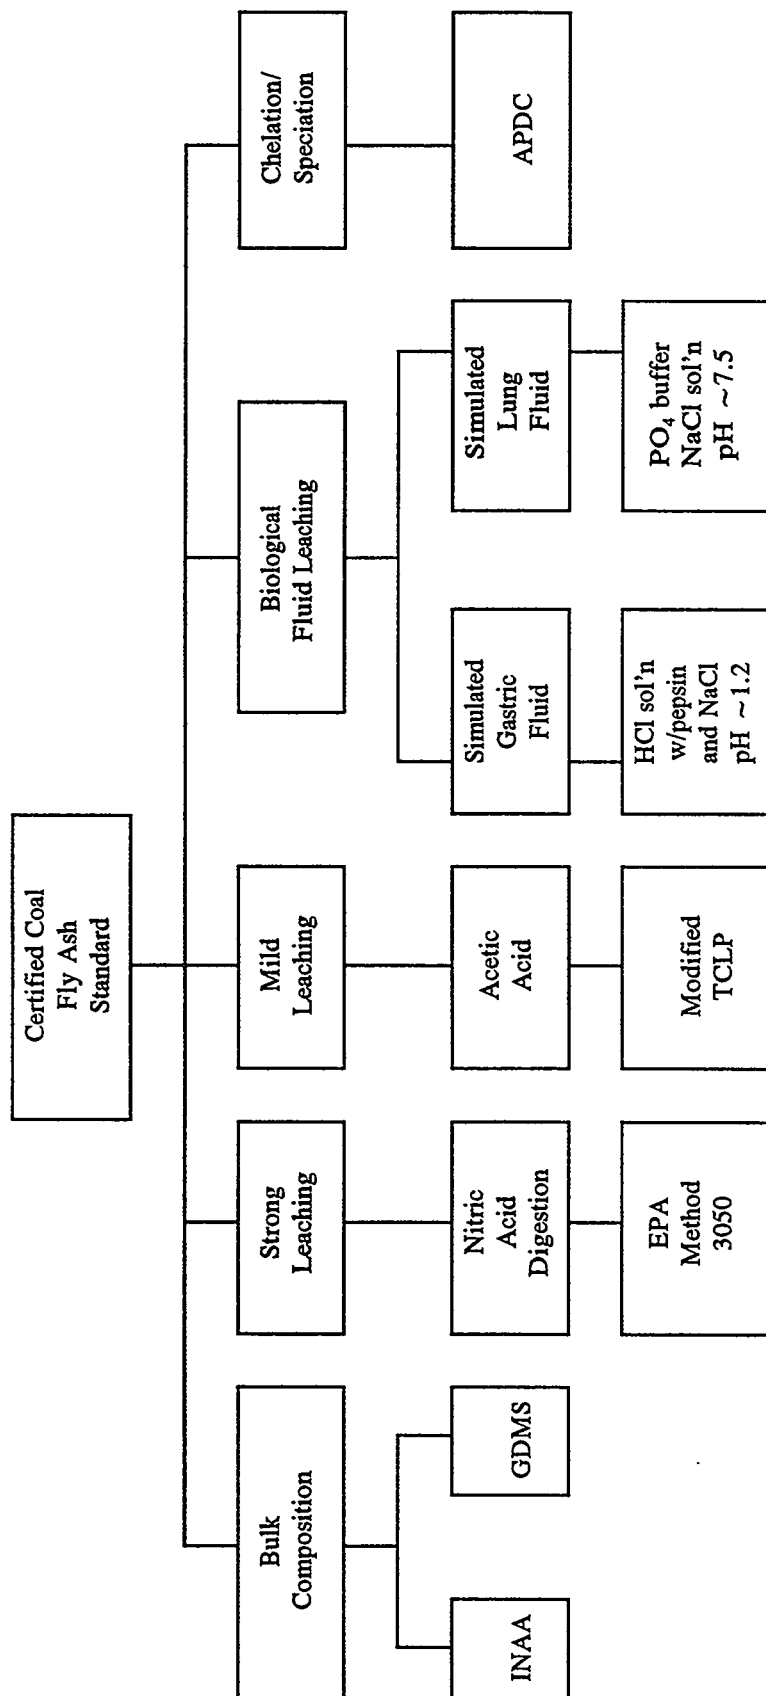 Certified Coal
Fly Ash
Standard
Bulk
Composition
Strong
Leaching
Mild
Leaching
Biological
Fluid Leaching
Chelation/
Speciation
INAA
GDMS
Nitric
Acid
Digestion
Acetic
Acid
Simulated
Gastric
Fluid
Simulated
Lung
Fluid
APDC
EPA
Method
3050
Modified
TCLP
HCl sol'n
w/pepsin
and NaCl
pH ~1.2
PO₄ buffer
NaCl sol'n
pH ~7.5